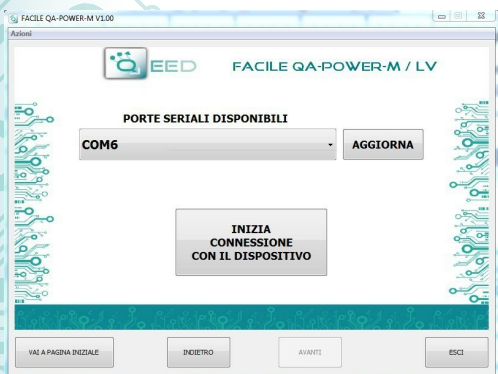 FACILE QA-POWER-M V1.00
Azioni
QEED
FACILE QA-POWER-M / LV
PORTE SERIALI DISPONIBILI
COM6
AGGIORNA
INIZIA
CONNESSIONE
CON IL DISPOSITIVO
VAI A PAGINA INIZIALE
INDIETRO
AVANTI
ESCI